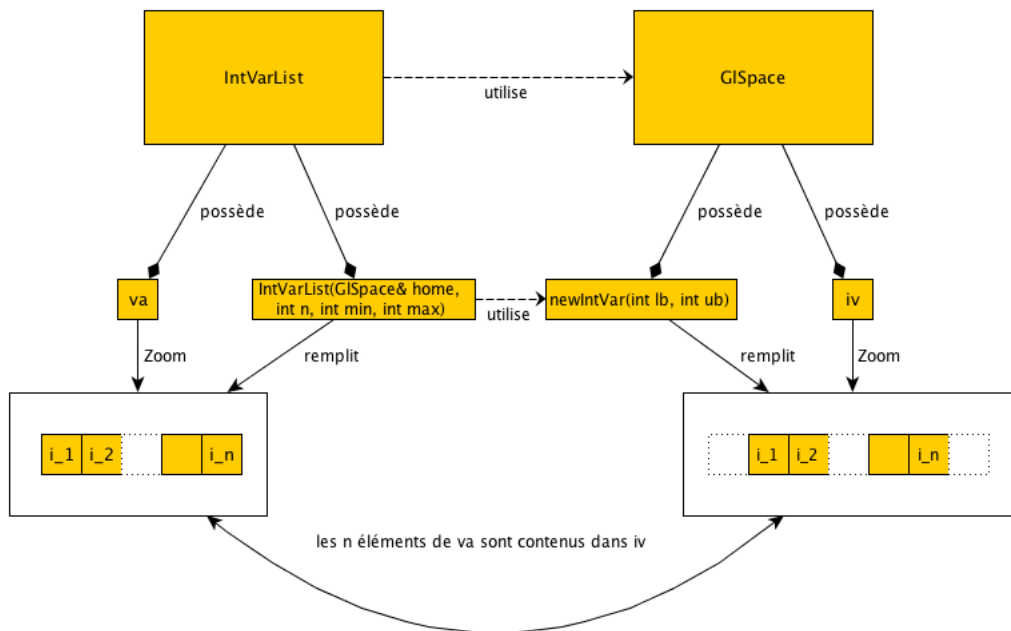 IntVarList
GISpace
utilise
possède
possède
possède
possède
va
IntVarList(GISpace& home,
int n, int min, int max)
utilise
newIntVar(int lb, int ub)
iv
Zoom
remplit
remplit
Zoom
i_1
i_2
i_n
i_1
i_2
i_n
les n éléments de va sont contenus dans iv